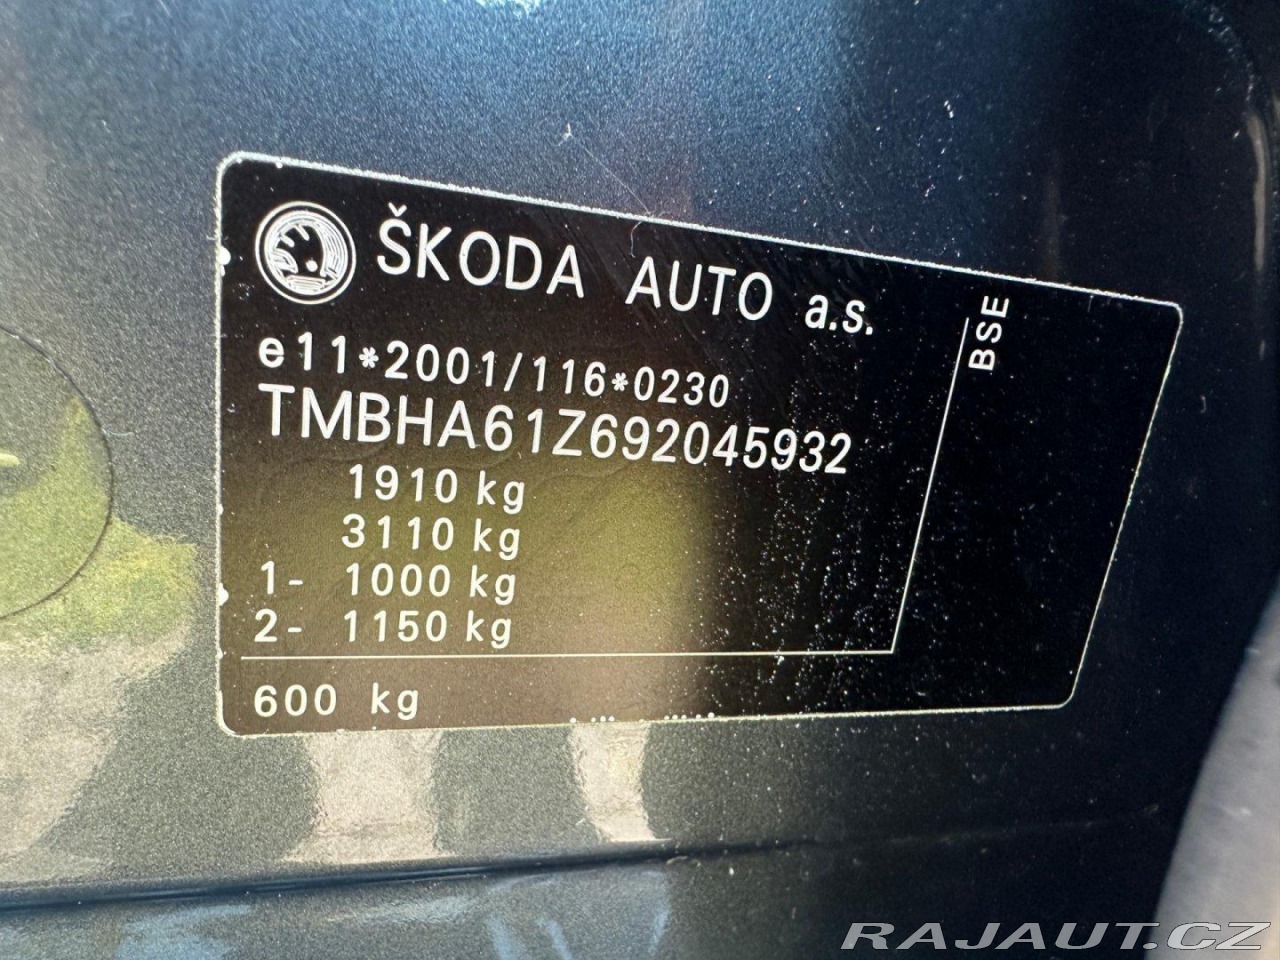 ŠKODA AUTO a.s.
e11*2001/116*0230
TMBHA61Z692045932
1910 kg
3110 kg
1- 1000 kg
2- 1150 kg
600 kg
BSE
RAJAUT.CZ